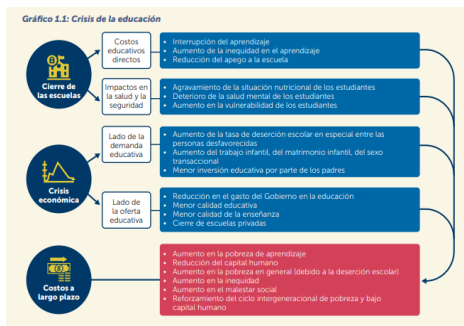 Gráfico 1.1: Crisis de la educación
Cierre de
las escuelas
Costos
educativos
directos
• Interrupción del aprendizaje
• Aumento de la inequidad en el aprendizaje
• Reducción del apego a la escuela
Impactos en
la salud y la
seguridad
• Agravamiento de la situación nutricional de los estudiantes
• Deterioro de la salud mental de los estudiantes
• Aumento en la vulnerabilidad de los estudiantes
Crisis
económica
Lado de la
demanda
educativa
• Aumento de la tasa de deserción escolar en especial entre las
personas desfavorecidas
• Aumento del trabajo infantil, del matrimonio infantil, del sexo
transaccional
• Menor inversión educativa por parte de los padres
Lado de
la oferta
educativa
• Reducción en el gasto del Gobierno en la educación
• Menor calidad educativa
• Menor calidad de la enseñanza
• Cierre de escuelas privadas
Costos a
largo plazo
• Aumento en la pobreza de aprendizaje
• Reducción del capital humano
• Aumento en la pobreza en general (debido a la deserción escolar)
• Aumento en la inequidad
• Aumento en el malestar social
• Reforzamiento del ciclo intergeneracional de pobreza y bajo
capital humano